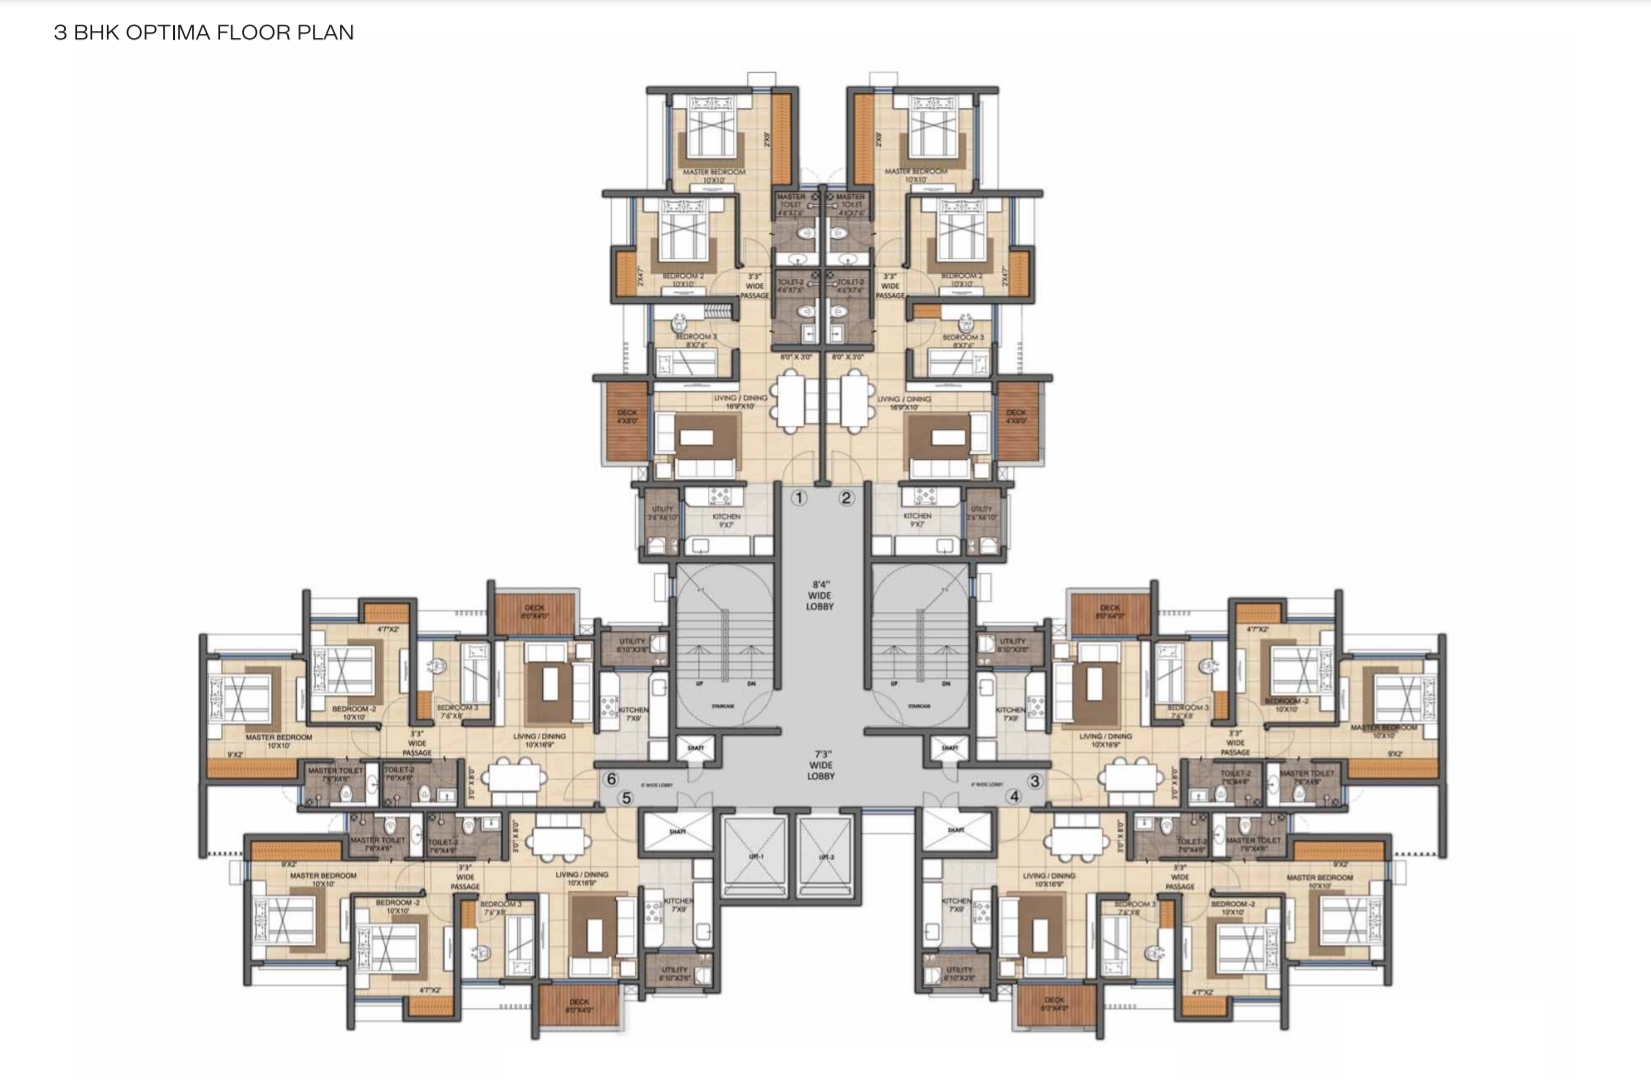 3 BHK OPTIMA FLOOR PLAN
2'X9'
MASTER BEDROOM
10'X10'
2'X9'
MASTER BEDROOM
10'X10'
MASTER
TOILET
4'6"X7'6"
MASTER
TOILET
4'6"X7'6"
2'X4'7"
BEDROOM 2
10'X10'
3'3"
WIDE
PASSAGE
TOILET-2
4'6"X7'6"
TOILET-2
4'6"X7'6"
3'3"
WIDE
PASSAGE
BEDROOM 2
10'X10'
2'X4'7"
BEDROOM 3
8'X7'6"
BEDROOM 3
8'X7'6"
8'0" X 3'0"
8'0" X 3'0"
DECK
4'X8'0"
LIVING / DINING
16'9"X10'
LIVING / DINING
16'9"X10'
DECK
4'X8'0"
1
2
UTILITY
3'6"X6'10"
KITCHEN
9'X7'
KITCHEN
9'X7'
UTILITY
3'6"X6'10"
8'4"
WIDE
LOBBY
DECK
8'0"X4'0"
4'7"X2'
UTILITY
6'10"X3'6"
UP
DN
STAIRCASE
BEDROOM -2
10'X10'
BEDROOM 3
7'6"X8'
KITCHEN
7'X9'
MASTER BEDROOM
10'X10'
9'X2'
3'3"
WIDE
PASSAGE
LIVING / DINING
10'X16'9"
SHAFT
MASTER TOILET
7'6"X4'6"
TOILET-2
7'6"X4'6"
3'0" X 8'0"
6
5
6' WIDE LOBBY
7'3"
WIDE
LOBBY
DECK
8'0"X4'0"
4'7"X2'
UTILITY
6'10"X3'6"
UP
DN
STAIRCASE
KITCHEN
7'X9'
BEDROOM 3
7'6"X8'
BEDROOM -2
10'X10'
MASTER BEDROOM
10'X10'
9'X2'
SHAFT
LIVING / DINING
10'X16'9"
3'3"
WIDE
PASSAGE
TOILET-2
7'6"X4'6"
MASTER TOILET
7'6"X4'6"
3'0" X 8'0"
6' WIDE LOBBY
3
4
MASTER TOILET
7'6"X4'6"
TOILET-2
7'6"X4'6"
3'0" X 8'0"
SHAFT
LIFT-1
LIFT-2
9'X2'
MASTER BEDROOM
10'X10'
3'3"
WIDE
PASSAGE
LIVING / DINING
10'X16'9"
BEDROOM -2
10'X10'
BEDROOM 3
7'6"X8'
KITCHEN
7'X9'
UTILITY
6'10"X3'6"
4'7"X2'
DECK
8'0"X4'0"
SHAFT
3'0" X 8'0"
TOILET-2
7'6"X4'6"
MASTER TOILET
7'6"X4'6"
LIVING / DINING
10'X16'9"
3'3"
WIDE
PASSAGE
9'X2'
MASTER BEDROOM
10'X10'
KITCHEN
7'X9'
BEDROOM 3
7'6"X8'
BEDROOM -2
10'X10'
UTILITY
6'10"X3'6"
DECK
8'0"X4'0"
4'7"X2'